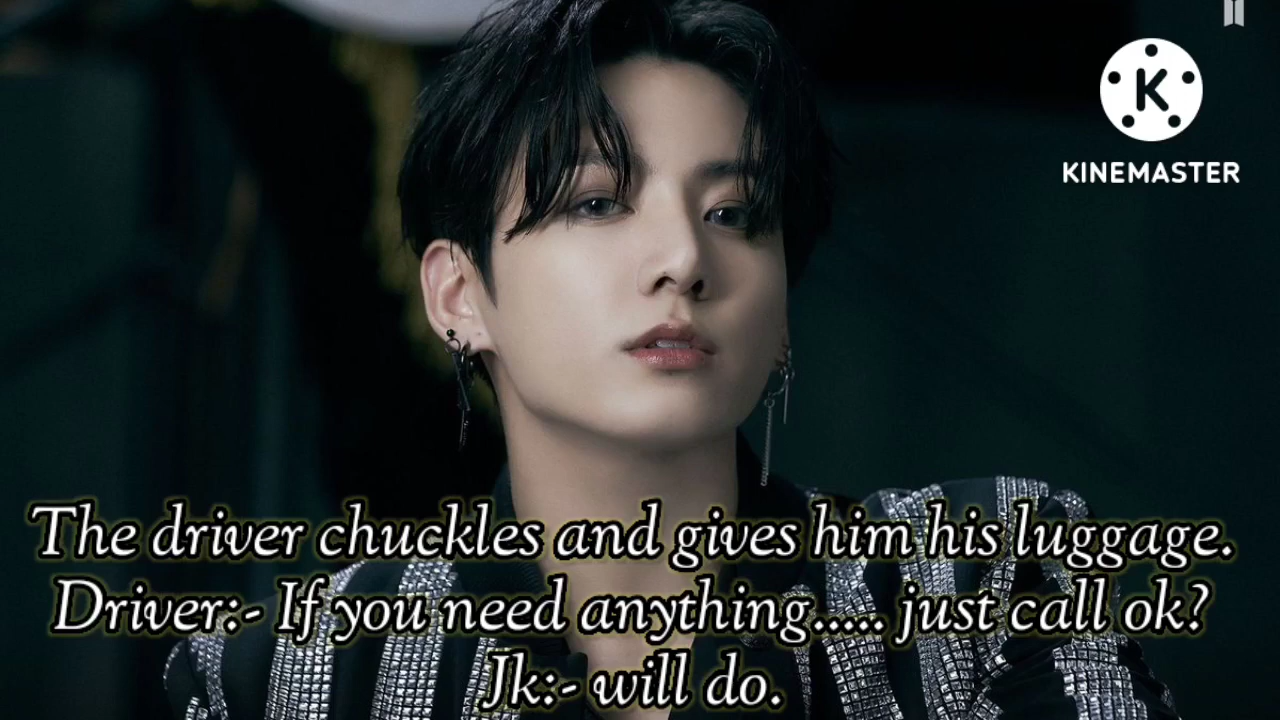 K
KINEMASTER
The driver chuckles and gives him his luggage.
Driver:- If you need anything..... just call ok?
Jk:- will do.